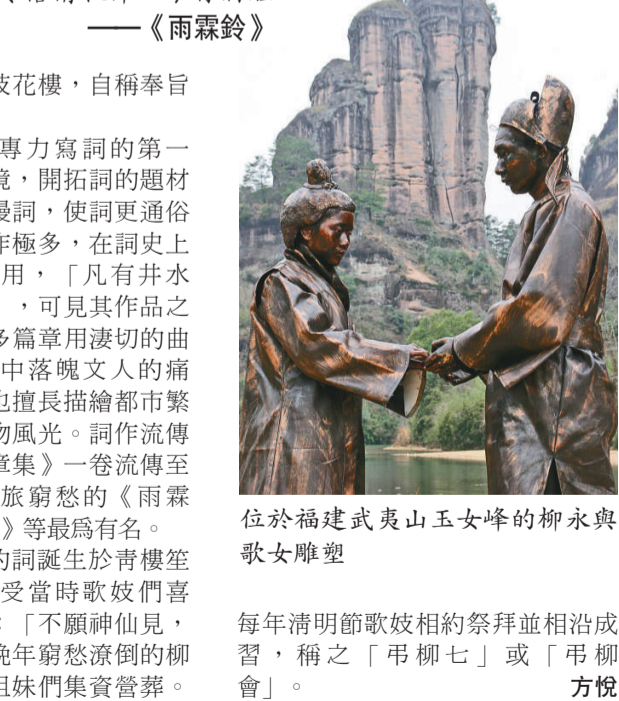 ——《雨霖鈴》
妓花樓，自稱奉旨
專力寫詞的第一
境，開拓詞的題材
慢詞，使詞更通俗
作極多，在詞史上
用，「凡有井水
」，可見其作品之
多篇章用淒切的曲
中落魄文人的痛
也擅長描繪都市繁
物風光。詞作流傳
章集》一卷流傳至
旅窮愁的《雨霖
》等最爲有名。
的詞誕生於靑樓笙
受當時歌妓們喜
：「不願神仙見，
晚年窮愁潦倒的柳
姐妹們集資營葬。
位於福建武夷山玉女峰的柳永與
歌女雕塑
每年淸明節歌妓相約祭拜並相沿成
習，稱之「弔柳七」或「弔柳
會」。
方悅